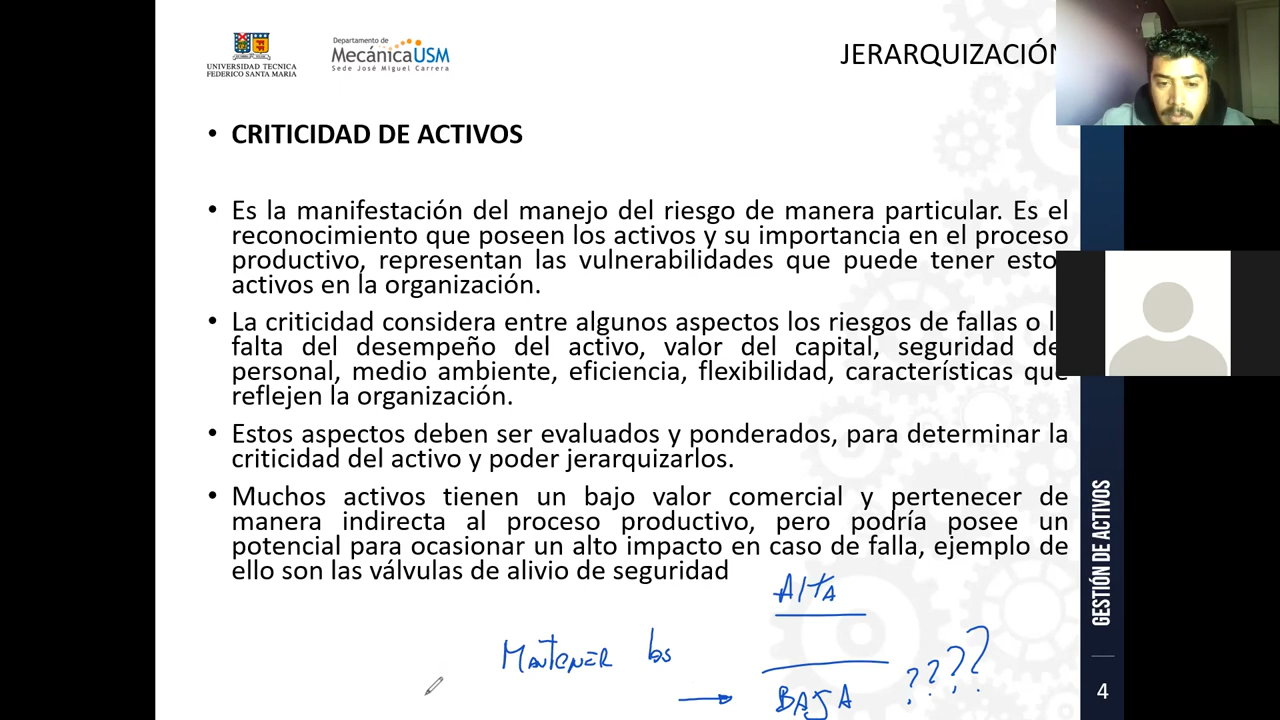 UNIVERSIDAD TECNICA
FEDERICO SANTA MARIA
Departamento de
MecánicaUSM
Sede José Miguel Carrera
JERARQUIZACIÓN
• CRITICIDAD DE ACTIVOS
• Es la manifestación del manejo del riesgo de manera particular. Es el
reconocimiento que poseen los activos y su importancia en el proceso
productivo, representan las vulnerabilidades que puede tener esto
activos en la organización.
• La criticidad considera entre algunos aspectos los riesgos de fallas o l
falta del desempeño del activo, valor del capital, seguridad de
personal, medio ambiente, eficiencia, flexibilidad, características que
reflejen la organización.
• Estos aspectos deben ser evaluados y ponderados, para determinar la
criticidad del activo y poder jerarquizarlos.
• Muchos activos tienen un bajo valor comercial y pertenecer de
manera indirecta al proceso productivo, pero podría posee un
potencial para ocasionar un alto impacto en caso de falla, ejemplo de
ello son las válvulas de alivio de seguridad
AltA
MANTENER los
BAJA ????
GESTIÓN DE ACTIVOS
4